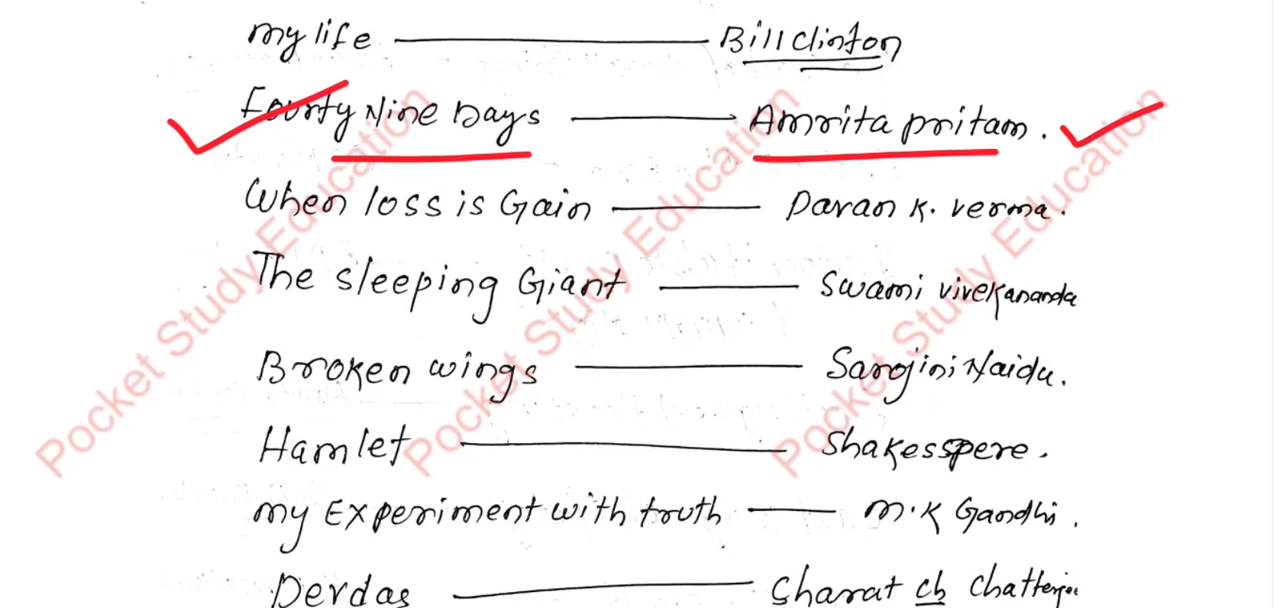 my life — Bill clinton
Fourty Nine Days — Amrita pritam.
When loss is Gain — Pavan K. verma.
The sleeping Giant — Swami vivekananda
Broken wings — Sarojini Naidu.
Hamlet — Shakesspere.
my Experiment with truth — m.k Gandhi.
Devdas — Sharat ch Chatterjee
Pocket Study Education
Pocket Study Education
Pocket Study Education